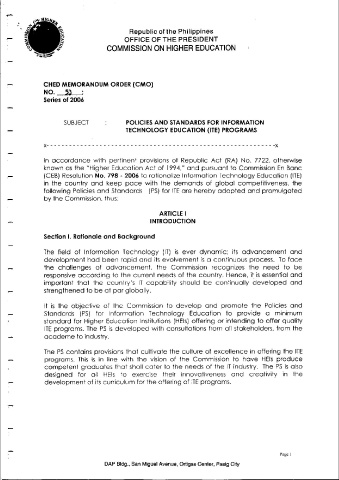 Republic of the Philippines
OFFICE OF THE PRESIDENT
COMMISSION ON HIGHER EDUCATION
CHED MEMORANDUM ORDER (CMO)
NO. 53 :
Series of 2006
SUBJECT : POLICIES AND STANDARDS FOR INFORMATION
TECHNOLOGY EDUCATION (ITE) PROGRAMS
x- - - - - - - - - - - - - - - - - - - - - - - - - - - - - - - - - - - - - - - - - - - - - - - -x
In accordance with pertinent provisions of Republic Act (RA) No. 7722, otherwise
known as the "Higher Education Act of 1994," and pursuant to Commission En Banc
(CEB) Resolution No. 798 - 2006 to rationalize Information Technology Education (ITE)
in the country and keep pace with the demands of global competitiveness, the
following Policies and Standards (PS) for ITE are hereby adopted and promulgated
by the Commission, thus:
ARTICLE I
INTRODUCTION
Section I. Rationale and Background
The field of Information Technology (IT) is ever dynamic; its advancement and
development had been rapid and its evolvement is a continuous process. To face
the challenges of advancement, the Commission recognizes the need to be
responsive according to the current needs of the country. Hence, it is essential and
important that the country's IT capability should be continually developed and
strengthened to be at par globally.
It is the objective of the Commission to develop and promote the Policies and
Standards (PS) for Information Technology Education to provide a minimum
standard for Higher Education Institutions (HEIs) offering or intending to offer quality
ITE programs. The PS is developed with consultations from all stakeholders, from the
academe to industry.
The PS contains provisions that cultivate the culture of excellence in offering the ITE
programs. This is in line with the vision of the Commission to have HEIs produce
competent graduates that shall cater to the needs of the IT industry. The PS is also
designed for all HEIs to exercise their innovativeness and creativity in the
development of its curriculum for the offering of ITE programs.
Page 1
DAP Bldg., San Miguel Avenue, Ortigas Center, Pasig City